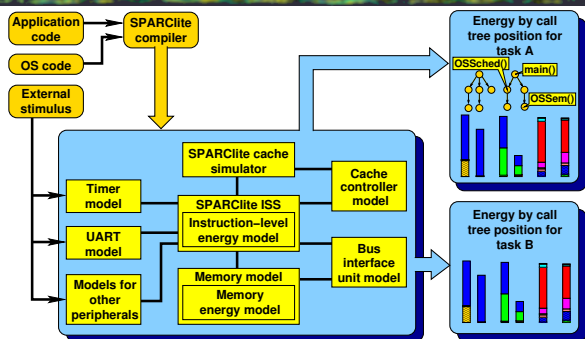 Application
code
OS code
External
stimulus
SPARClite
compiler
Timer
model
UART
model
Models for
other
peripherals
SPARClite cache
simulator
SPARClite ISS
Instruction−level
energy model
Memory model
Memory
energy model
Cache
controller
model
Bus
interface
unit model
Energy by call
tree position for
task A
OSSched()
main()
OSSem()
Energy by call
tree position for
task B